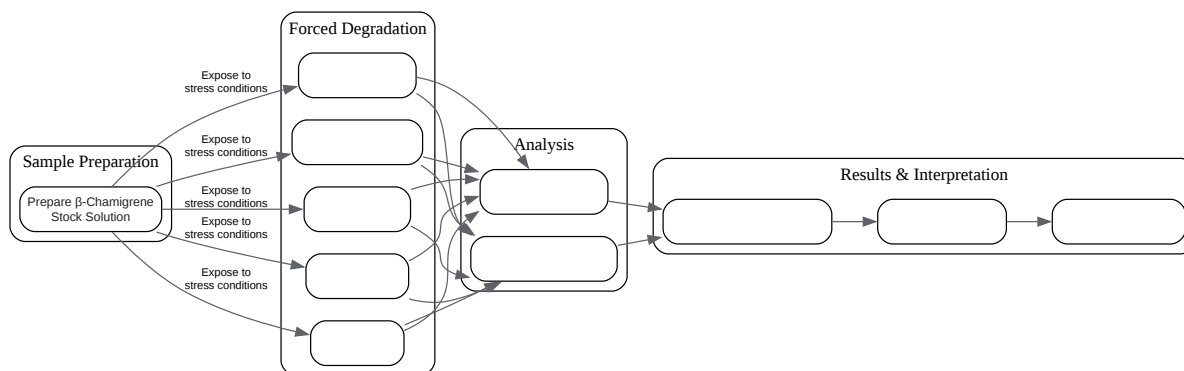 Forced Degradation
Expose to
stress conditions
Expose to
stress conditions
Analysis
Sample Preparation
Results & Interpretation
Prepare β-Chamigrene
Stock Solution
Expose to
stress conditions
Expose to
stress conditions
Expose to
stress conditions